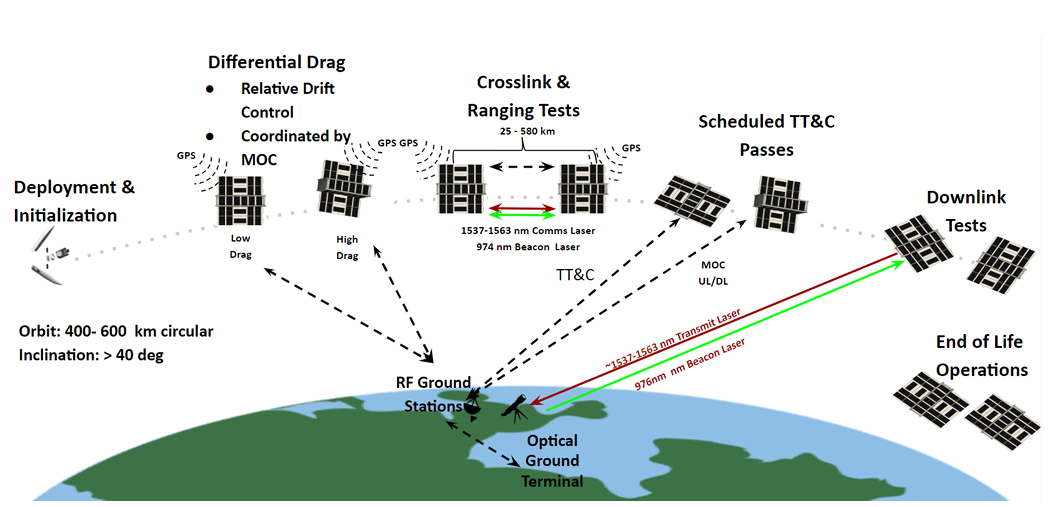 Differential Drag
● Relative Drift
Control
● Coordinated by
MOC
GPS
GPS GPS
Crosslink &
Ranging Tests
25 - 580 km
GPS
Scheduled TT&C
Passes
Deployment &
Initialization
Low
Drag
High
Drag
1537-1563 nm Comms Laser
974 nm Beacon Laser
TT&C
MOC
UL/DL
Downlink
Tests
Orbit: 400- 600 km circular
Inclination: > 40 deg
~1537-1563 nm Transmit Laser
976nm nm Beacon Laser
End of Life
Operations
RF Ground
Stations
Optical
Ground
Terminal